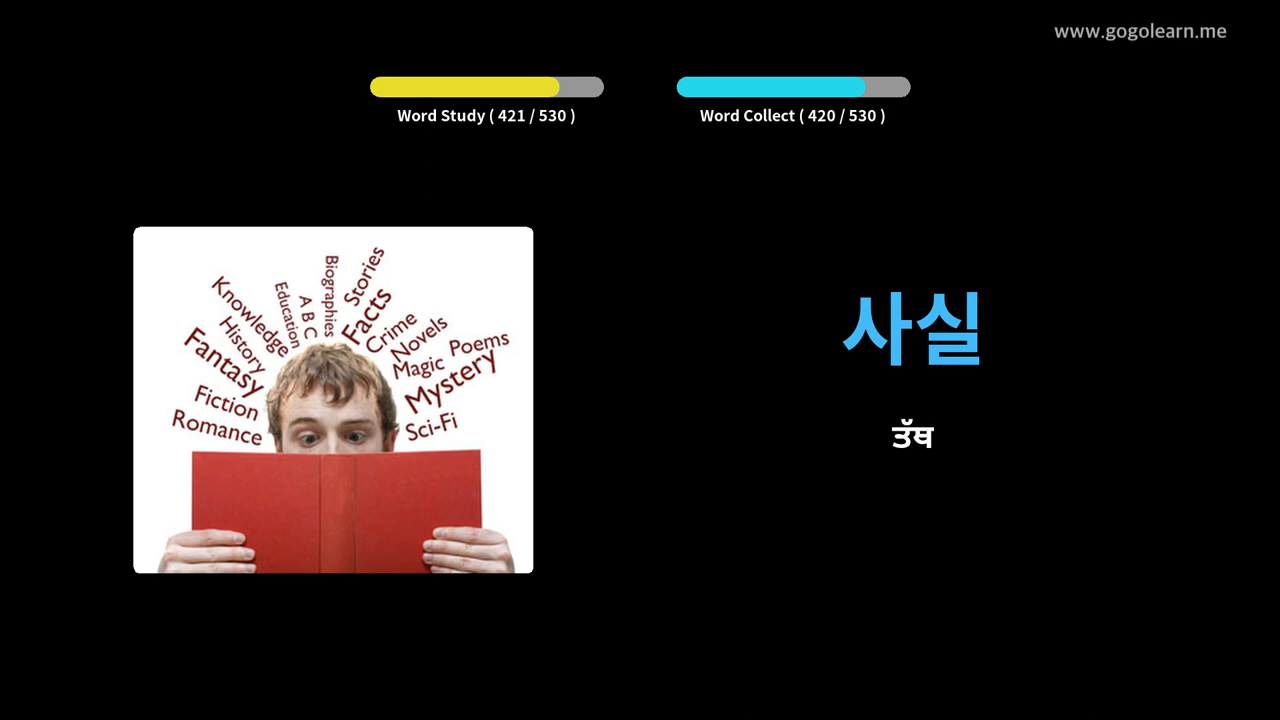 www.gogolearn.me
Word Study ( 421 / 530 )
Word Collect ( 420 / 530 )
Knowledge
History
Fantasy
Fiction
Romance
Education
A B C
Biographies
Stories
Facts
Crime
Novels
Magic
Poems
Mystery
Sci-Fi
사실
ਤੱਥ